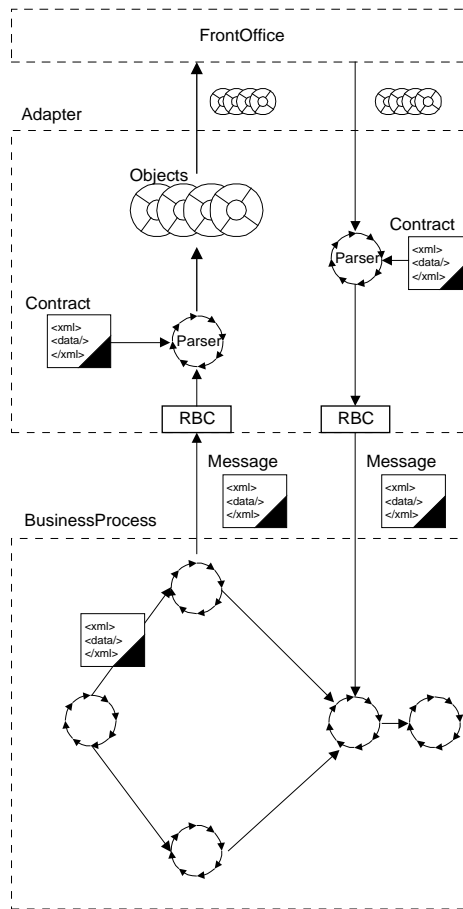 FrontOffice
Adapter
Objects
Contract
<xml>
<data/>
</xml>
Parser
Contract
<xml>
<data/>
</xml>
Parser
RBC
RBC
Message
<xml>
<data/>
</xml>
Message
<xml>
<data/>
</xml>
BusinessProcess
<xml>
<data/>
</xml>